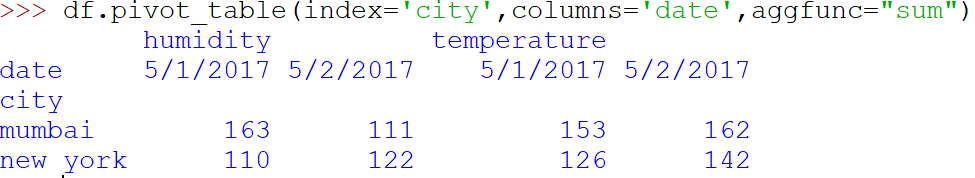 >>> df.pivot_table(index='city',columns='date',aggfunc="sum")
humidity temperature
date 5/1/2017 5/2/2017 5/1/2017 5/2/2017
city
mumbai 163 111 153 162
new york 110 122 126 142